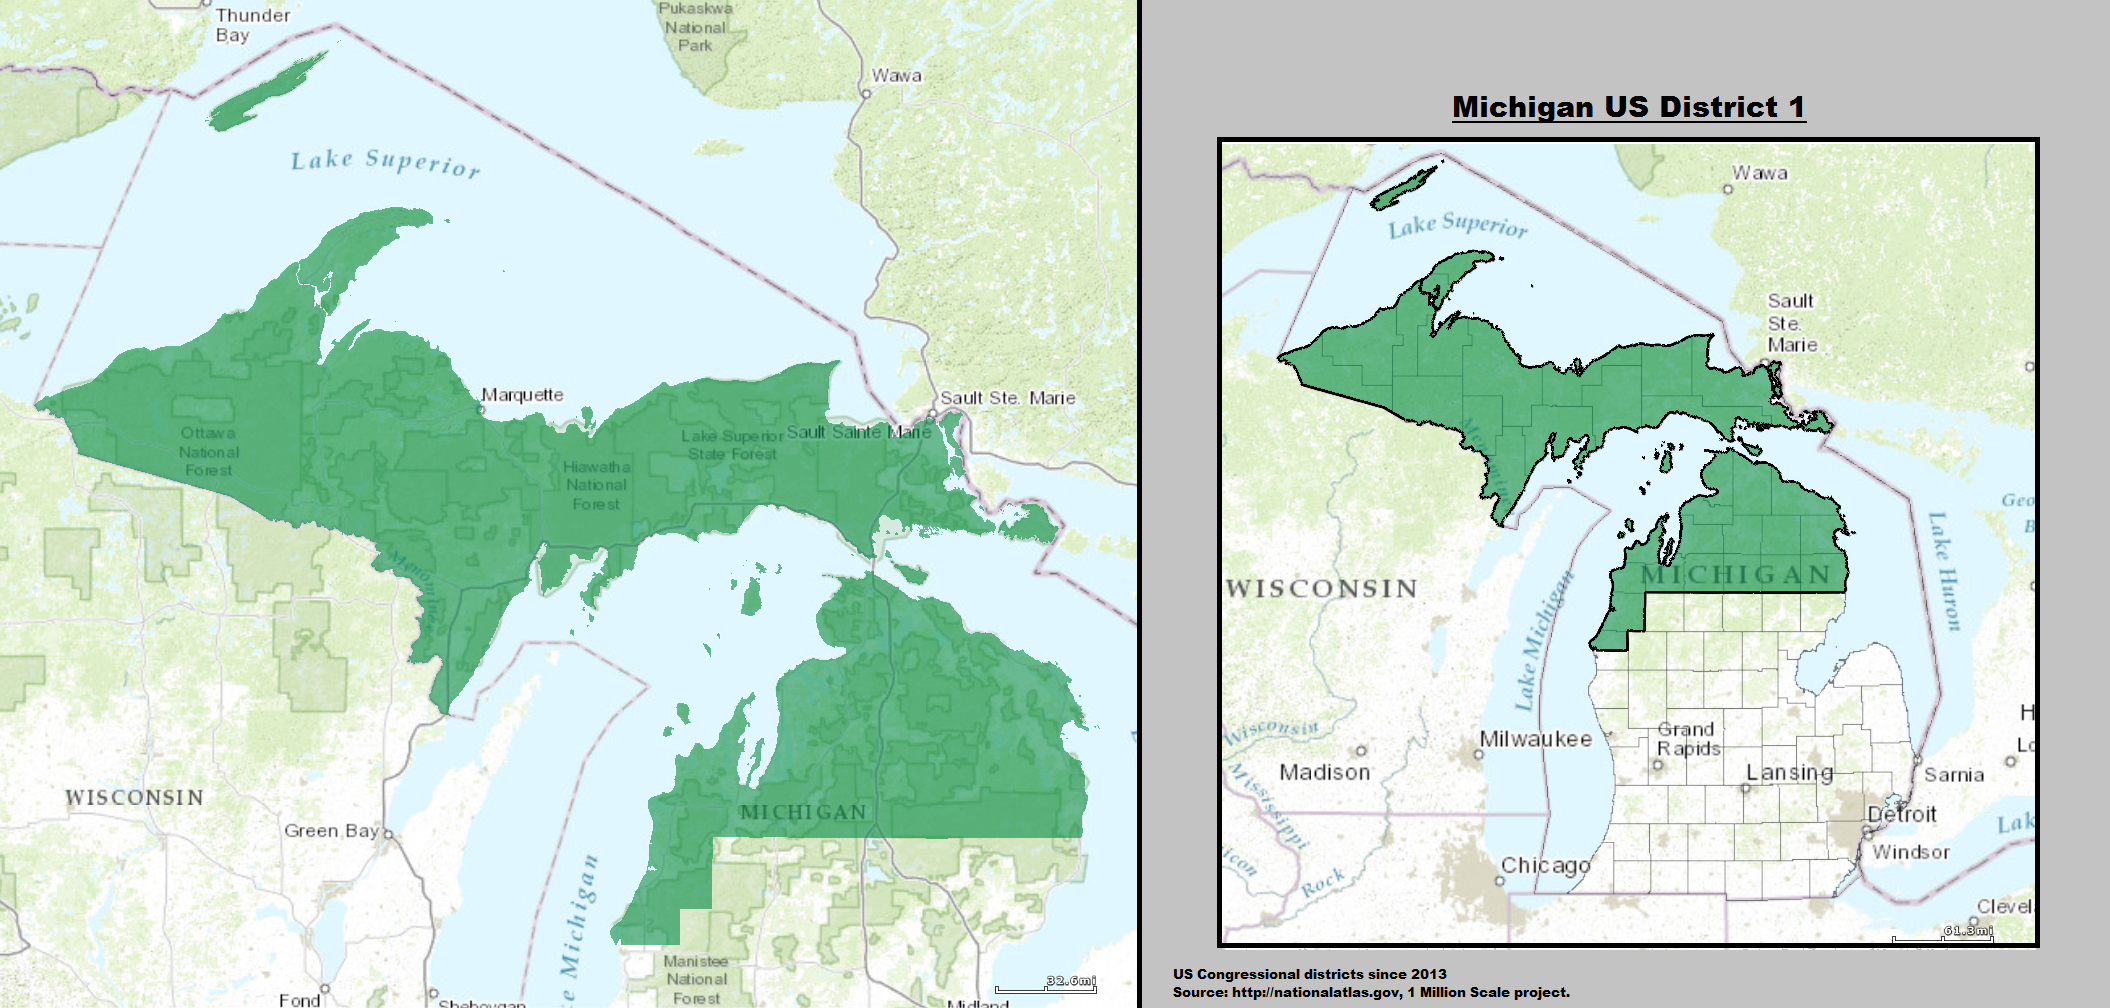 Thunder
Bay
Pukaskwa
National
Park
Wawa
Lake Superior
Marquette
Sault Ste. Marie
Sault Sainte Marie
Lake Superior
State Forest
Ottawa
National
Forest
Hiawatha
National
Forest
Menominee
WISCONSIN
Green Bay
MICHIGAN
e Michigan
Manistee
National
Forest
Fond
Sheboygan
Midland
32.6mi
Michigan US District 1
Wawa
Lake Superior
Sault
Ste.
Marie
Menominee
Geo
B
Lake Huron
MICHIGAN
WISCONSIN
Lake Michigan
Wisconsin
Mississippi
Milwaukee
Madison
Grand
Rapids
Lansing
H
Lo
Sarnia
Detroit
Windsor
Lak
Chicago
icon
Rock
Clevel
61.3mi
US Congressional districts since 2013
Source: http://nationalatlas.gov, 1 Million Scale project.